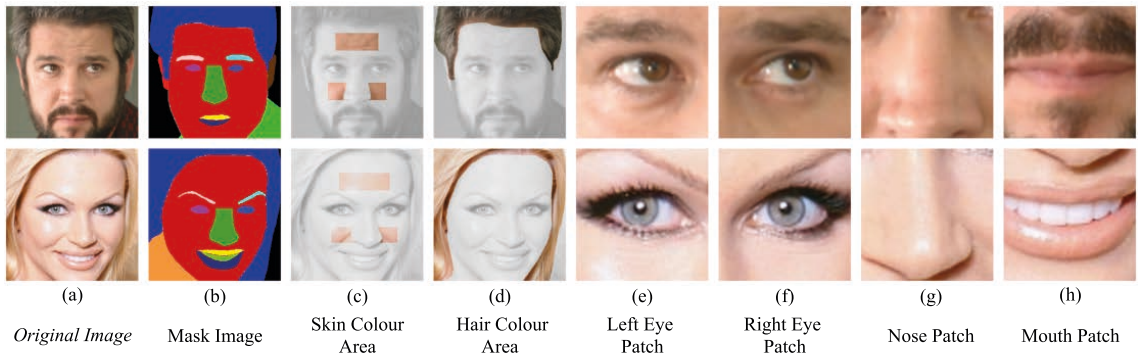 (a) (b) (c) (d) (e) (f) (g) (h)
Original Image Mask Image Skin Colour Area Hair Colour Area Left Eye Patch Right Eye Patch Nose Patch Mouth Patch